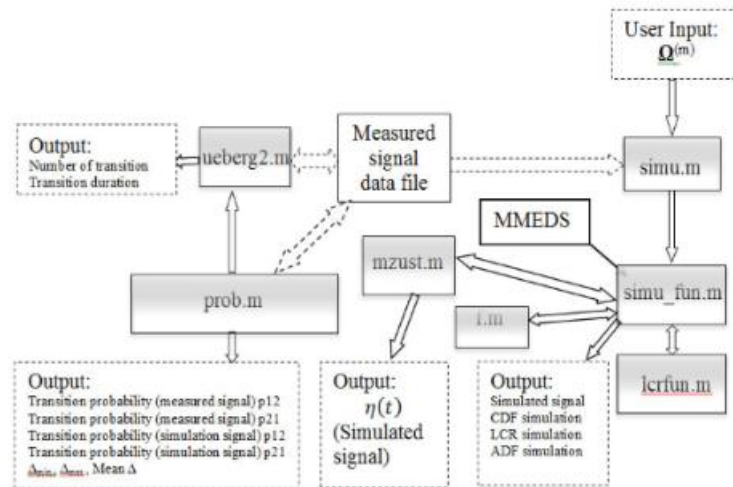 User Input:
Ω(m)
Output:
Number of transition
Transition duration
ueberg2.m
Measured
signal
data file
simu.m
MMEDS
mzust.m
simu_fun.m
prob.m
lcrfun.m
Output:
Transition probability (measured signal) p12
Transition probability (measured signal) p21
Transition probability (simulation signal) p12
Transition probability (simulation signal) p21
Δmin, Δmax, Mean Δ
Output:
η(t)
(Simulated
signal)
Output:
Simulated signal
CDF simulation
LCR simulation
ADF simulation